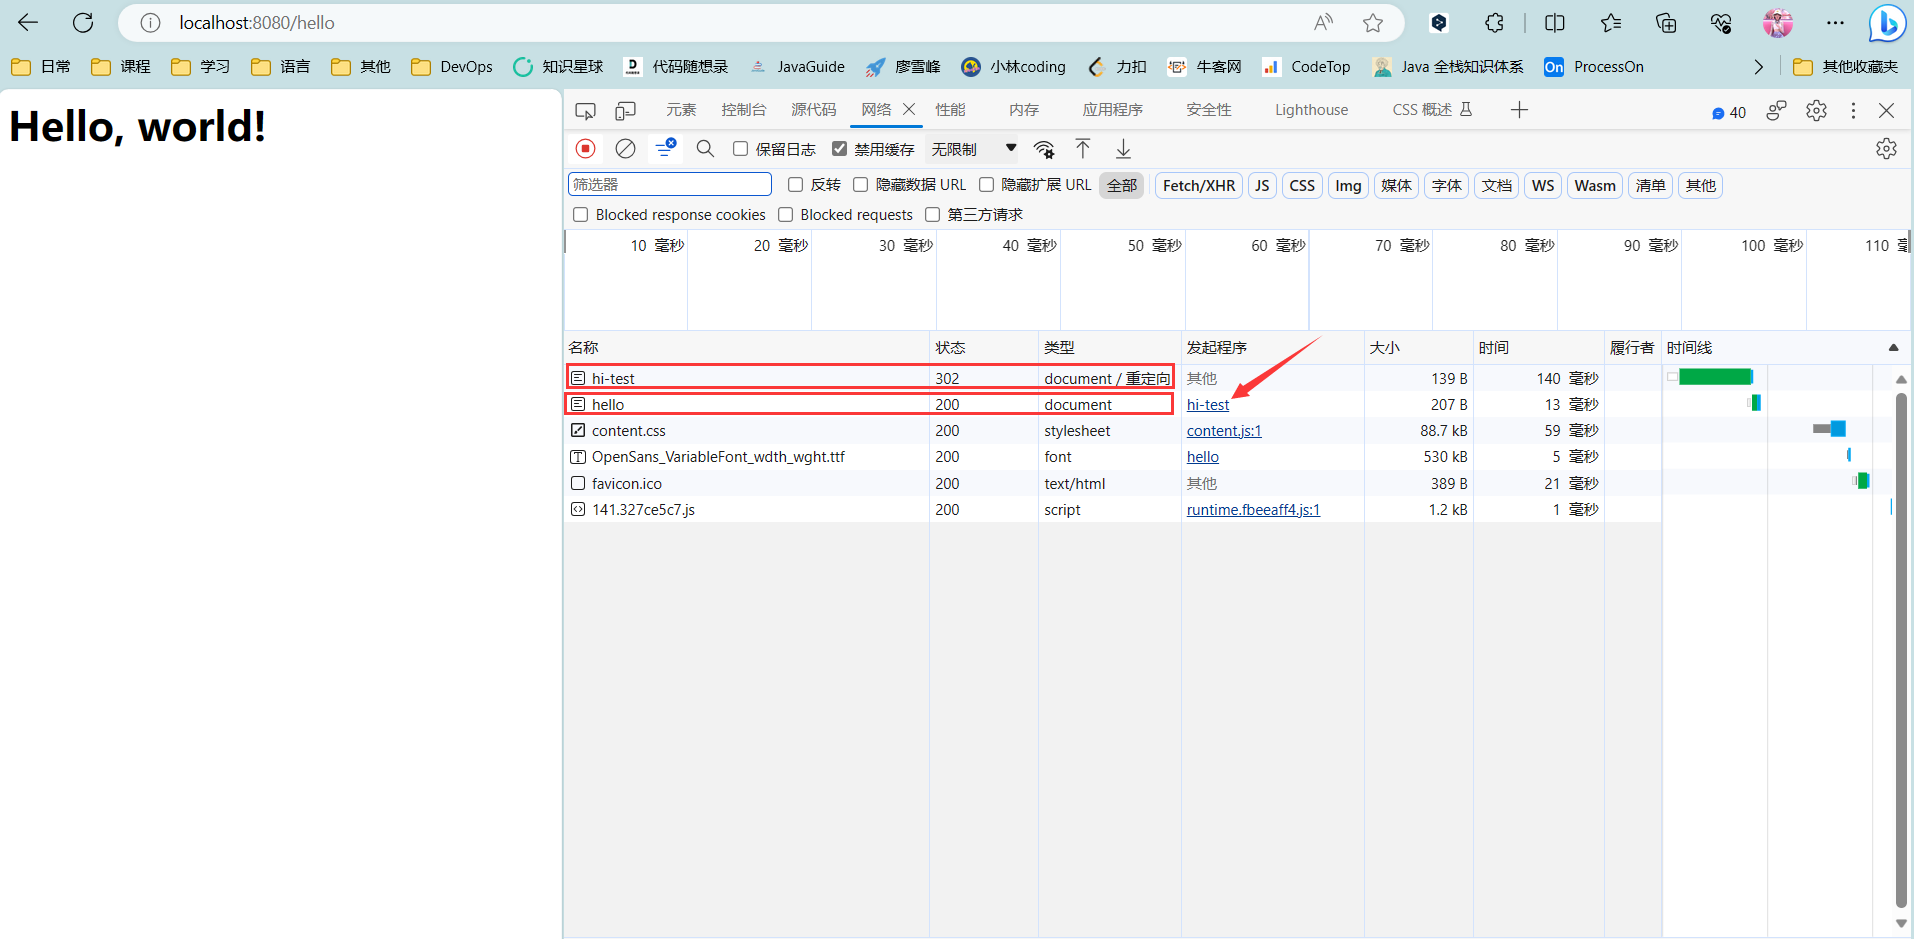 localhost:8080/hello
日常 课程 学习 语言 其他 DevOps 知识星球 代码随想录 JavaGuide 廖雪峰 小林coding 力扣 牛客网 CodeTop Java 全栈知识体系 On ProcessOn 其他收藏夹
Hello, world!
元素 控制台 源代码 网络 性能 内存 应用程序 安全性 Lighthouse CSS 概述 40
保留日志 禁用缓存 无限制
筛选器 反转 隐藏数据 URL 隐藏扩展 URL 全部 Fetch/XHR JS CSS Img 媒体 字体 文档 WS Wasm 清单 其他
Blocked response cookies Blocked requests 第三方请求
10 毫秒 20 毫秒 30 毫秒 40 毫秒 50 毫秒 60 毫秒 70 毫秒 80 毫秒 90 毫秒 100 毫秒 110 毫
名称 状态 类型 发起程序 大小 时间 履行者 时间线
hi-test 302 document / 重定向 其他 139 B 140 毫秒
hello 200 document hi-test 207 B 13 毫秒
content.css 200 stylesheet content.js:1 88.7 kB 59 毫秒
OpenSans_VariableFont_wdth_wght.ttf 200 font hello 530 kB 5 毫秒
favicon.ico 200 text/html 其他 389 B 21 毫秒
141.327ce5c7.js 200 script runtime.fbeeaff4.js:1 1.2 kB 1 毫秒